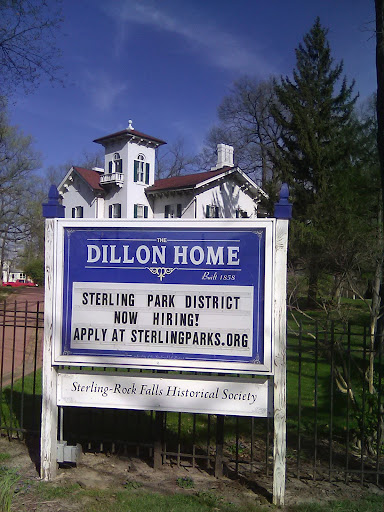 THE
DILLON HOME
Built 1858
STERLING PARK DISTRICT
NOW HIRING!
APPLY AT STERLINGPARKS.ORG
Sterling-Rock Falls Historical Society